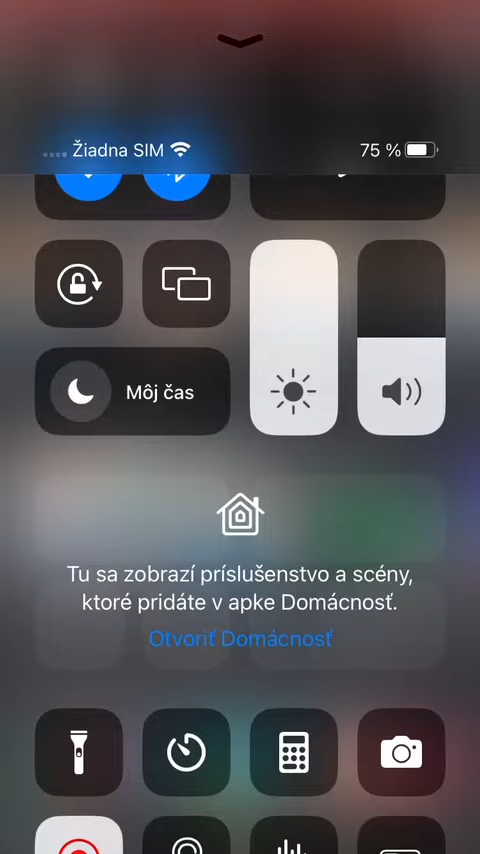 Žiadna SIM 75 %
Môj čas
Tu sa zobrazí príslušenstvo a scény,
ktoré pridáte v apke Domácnosť.
Otvoriť Domácnosť